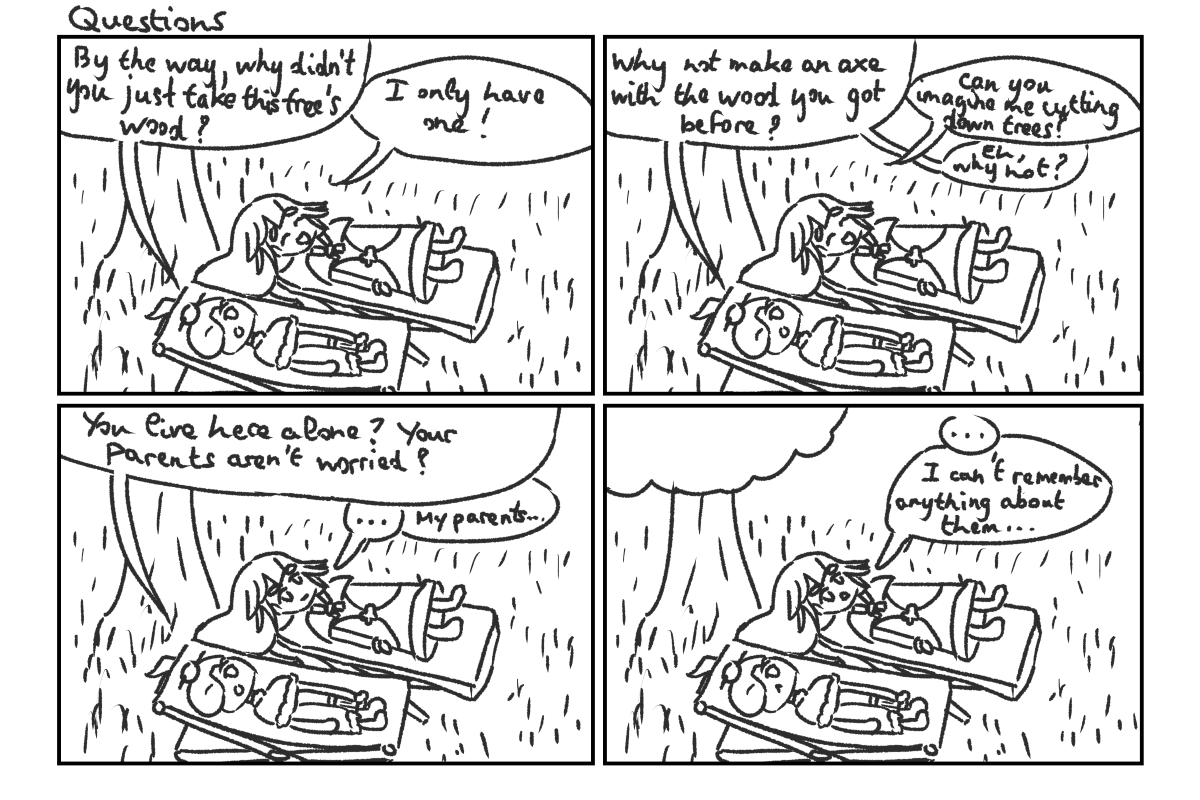 Questions
By the way, why didn't
you just take this tree's
wood?
I only have
one!
Why not make an axe
with the wood you got
before?
Can you
imagine me cutting
down trees?
Eh,
why not?
You live here alone? Your
Parents aren't worried?
...
My parents...
...
I can't remember
anything about
them...